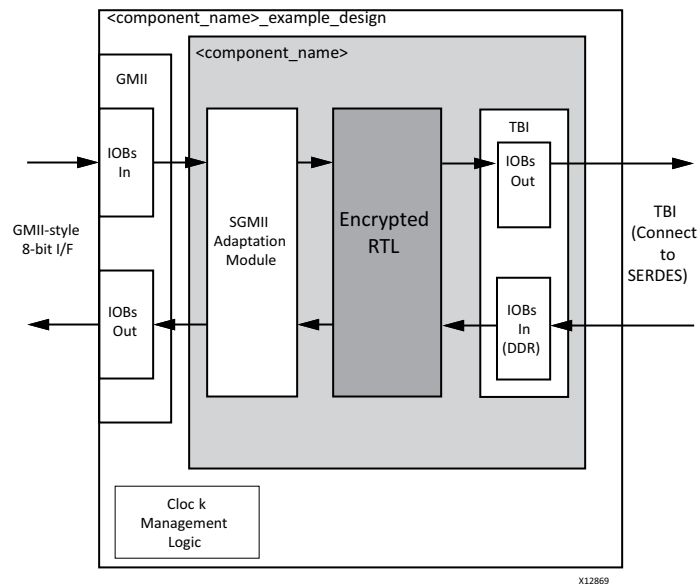 <component_name>_example_design
<component_name>
GMII
IOBs
In
GMII-style
8-bit I/F
IOBs
Out
SGMII
Adaptation
Module
Encrypted
RTL
TBI
IOBs
Out
IOBs
In
(DDR)
TBI
(Connect
to
SERDES)
Cloc k
Management
Logic
X12869